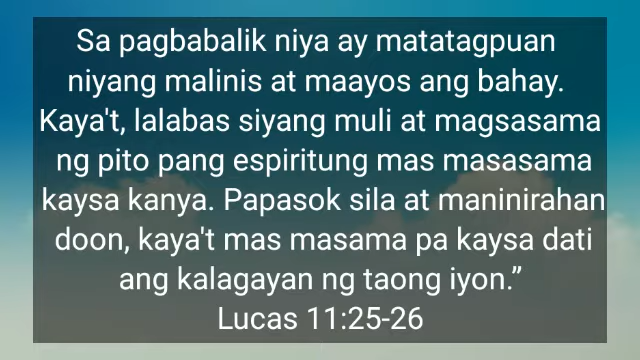 Sa pagbabalik niya ay matatagpuan
niyang malinis at maayos ang bahay.
Kaya't, lalabas siyang muli at magsasama
ng pito pang espiritung mas masasama
kaysa kanya. Papasok sila at maninirahan
doon, kaya't mas masama pa kaysa dati
ang kalagayan ng taong iyon.”
Lucas 11:25-26